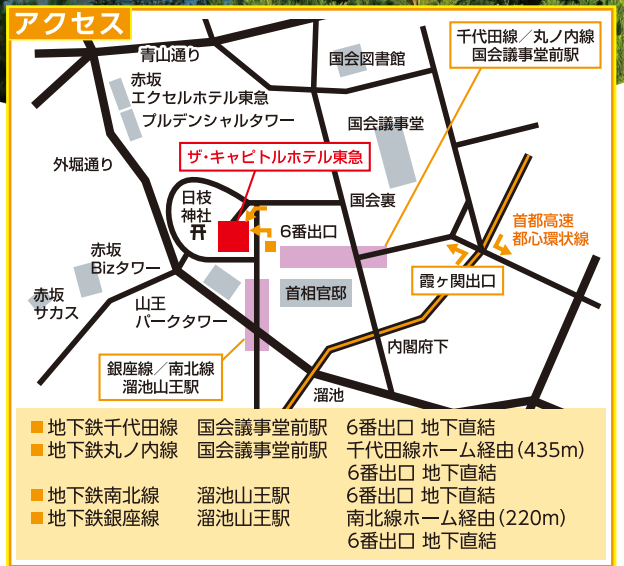 アクセス
千代田線／丸ノ内線
国会議事堂前駅
青山通り
国会図書館
赤坂
エクセルホテル東急
プルデンシャルタワー
国会議事堂
ザ・キャピトルホテル東急
外堀通り
日枝
神社
国会裏
6番出口
首都高速
都心環状線
赤坂
Bizタワー
霞ヶ関出口
赤坂
サカス
山王
パークタワー
首相官邸
内閣府下
銀座線／南北線
溜池山王駅
溜池
■地下鉄千代田線 国会議事堂前駅 6番出口 地下直結
■地下鉄丸ノ内線 国会議事堂前駅 千代田線ホーム経由（435m）
6番出口 地下直結
■地下鉄南北線 溜池山王駅 6番出口 地下直結
■地下鉄銀座線 溜池山王駅 南北線ホーム経由（220m）
6番出口 地下直結